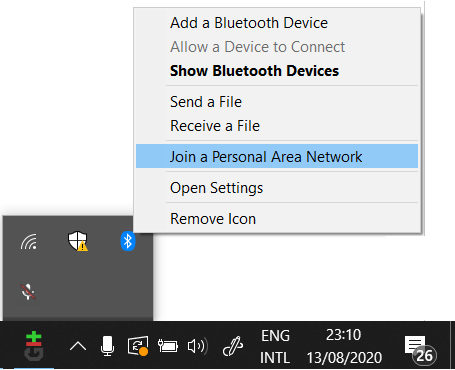 Add a Bluetooth Device
Allow a Device to Connect
Show Bluetooth Devices
Send a File
Receive a File
Join a Personal Area Network
Open Settings
Remove Icon
ENG
INTL
23:10
13/08/2020
26